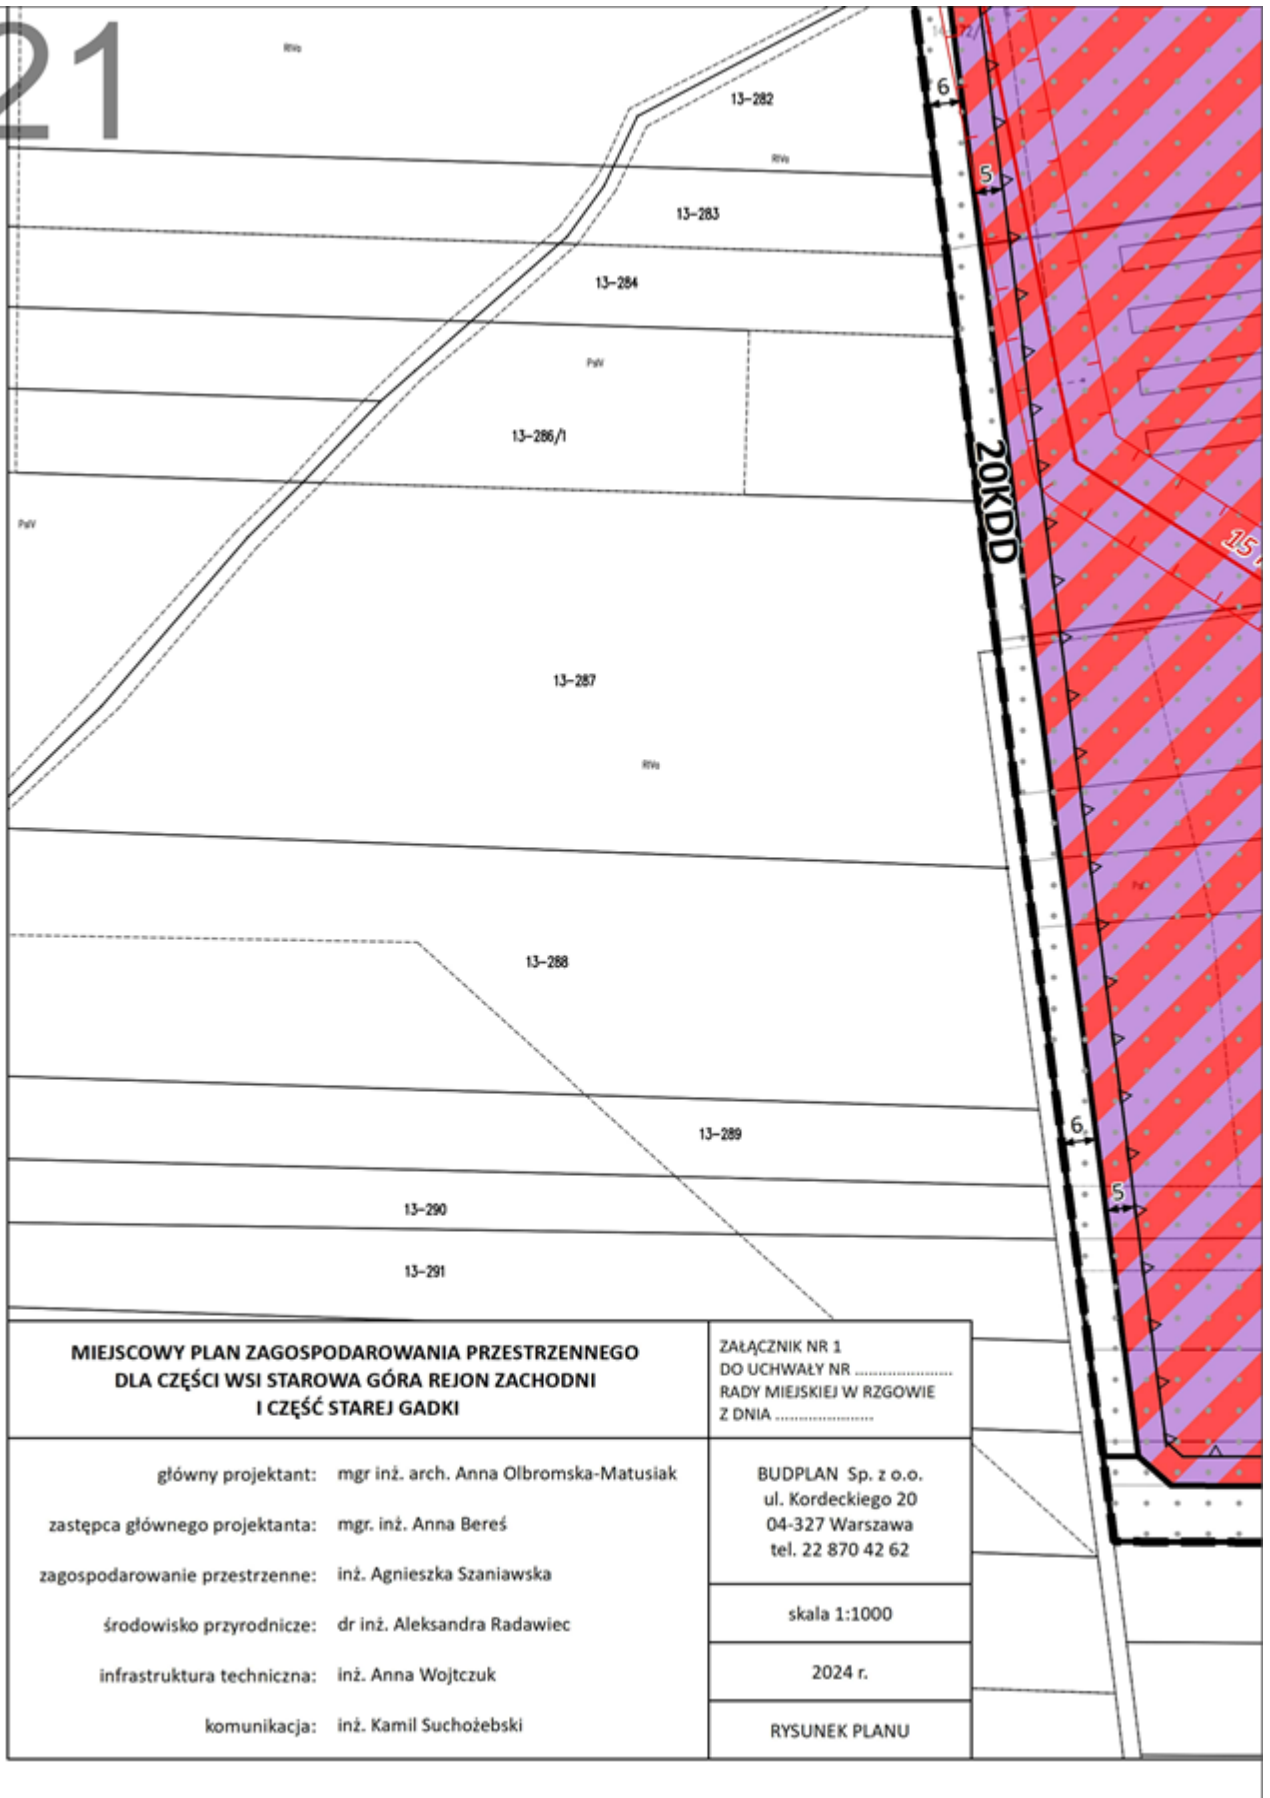 21
RIVa
13-282
6
RIVa
5
13-283
13-284
PsIV
13-286/1
20KDD
PsIV
15
13-287
RIVa
13-288
13-289
6
5
13-290
13-291
MIEJSCOWY PLAN ZAGOSPODAROWANIA PRZESTRZENNEGO
DLA CZĘŚCI WSI STAROWA GÓRA REJON ZACHODNI
I CZĘŚĆ STAREJ GADKI
ZAŁĄCZNIK NR 1
DO UCHWAŁY NR ........................
RADY MIEJSKIEJ W RZGOWIE
Z DNIA ........................
główny projektant: mgr inż. arch. Anna Olbromska-Matusiak
zastępca głównego projektanta: mgr. inż. Anna Bereś
zagospodarowanie przestrzenne: inż. Agnieszka Szaniawska
środowisko przyrodnicze: dr inż. Aleksandra Radawiec
infrastruktura techniczna: inż. Anna Wojtczuk
komunikacja: inż. Kamil Suchożebski
BUDPLAN Sp. z o.o.
ul. Kordeckiego 20
04-327 Warszawa
tel. 22 870 42 62
skala 1:1000
2024 r.
RYSUNEK PLANU